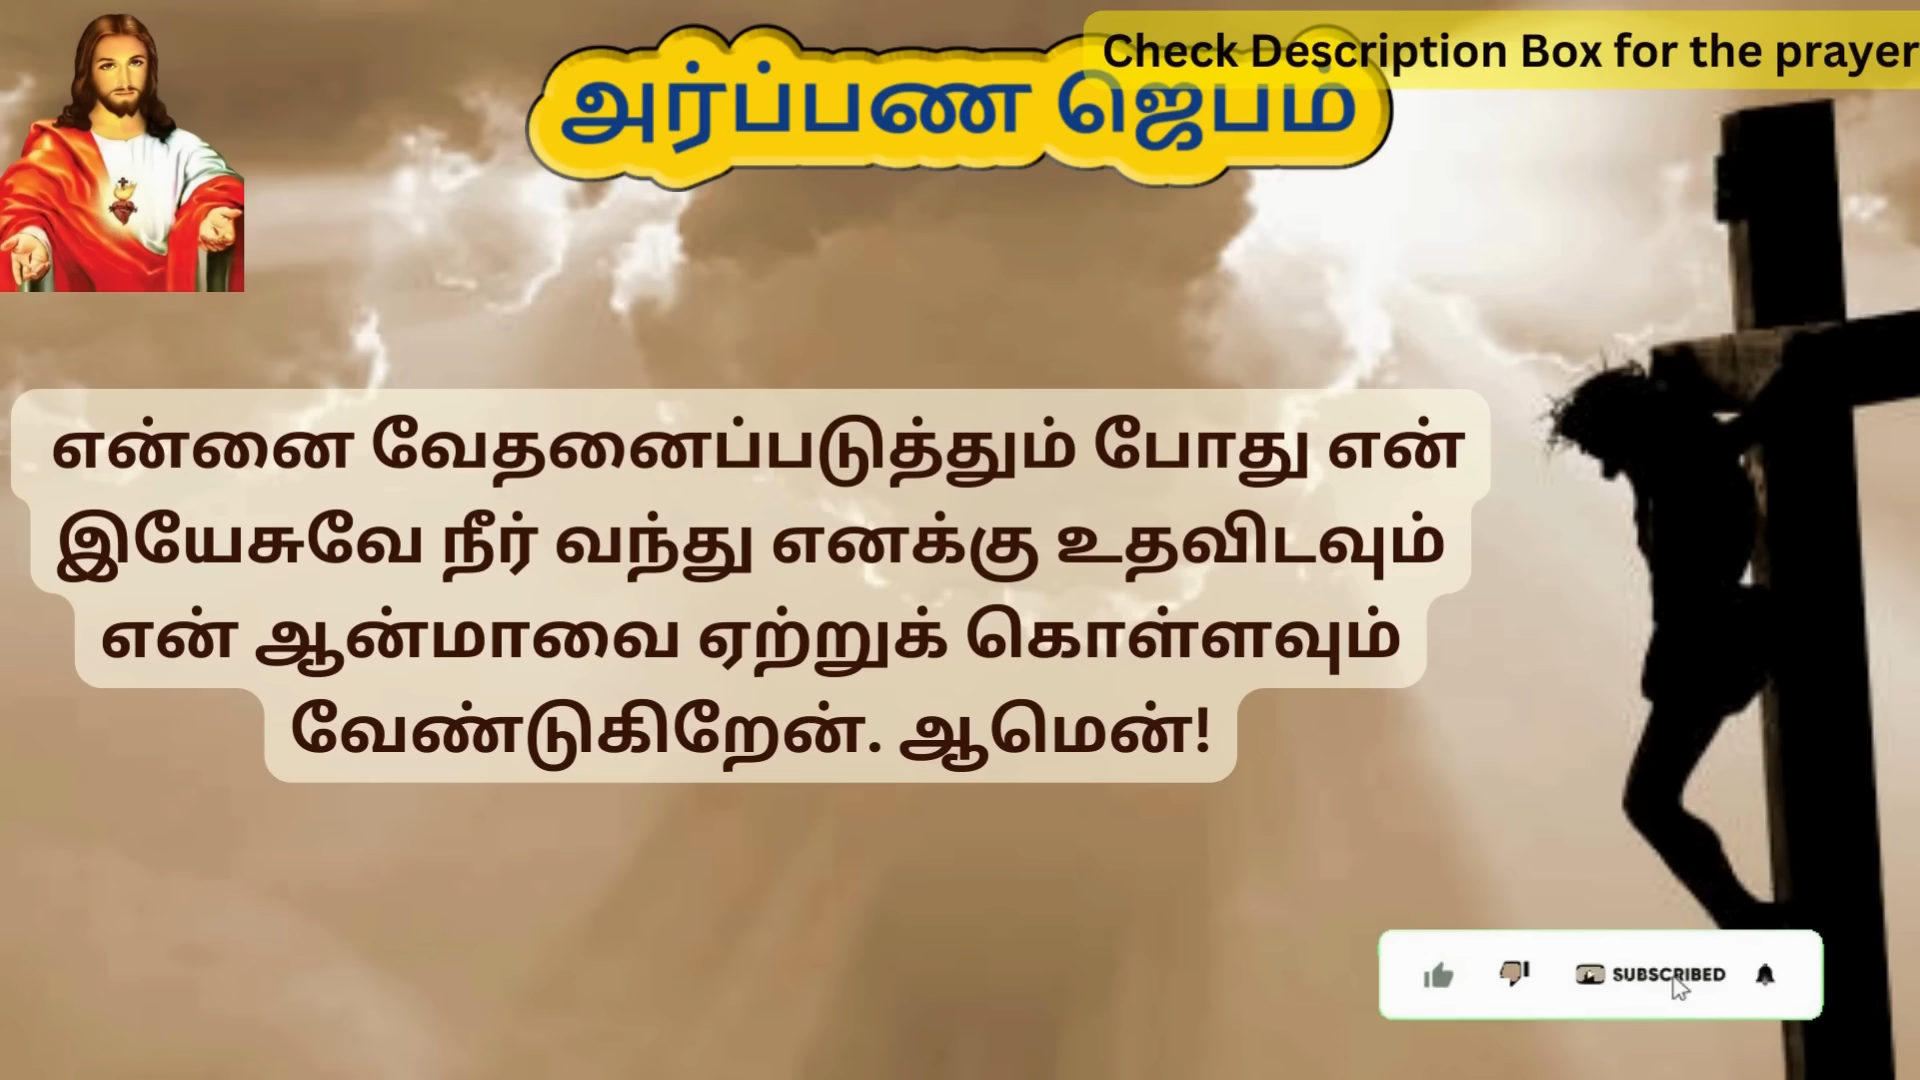 Check Description Box for the prayer
அர்ப்பண ஜெபம்
என்னை வேதனைப்படுத்தும் போது என்
இயேசுவே நீர் வந்து எனக்கு உதவிடவும்
என் ஆன்மாவை ஏற்றுக் கொள்ளவும்
வேண்டுகிறேன். ஆமென்!
SUBSCRIBED